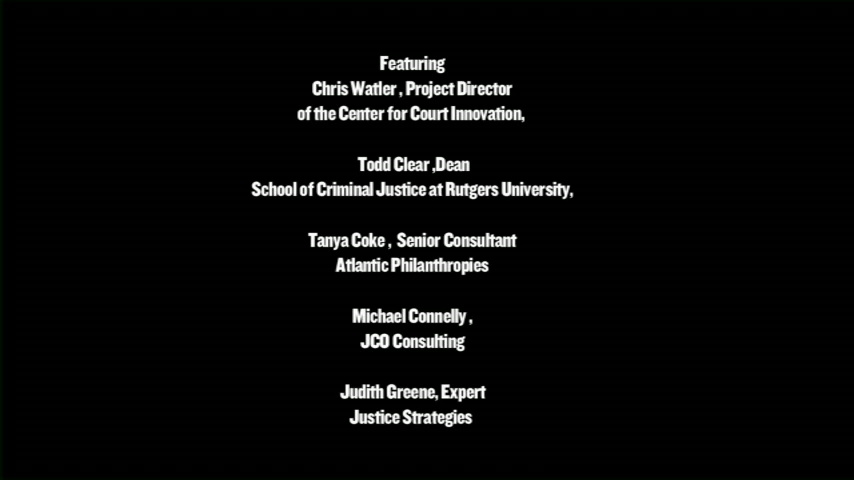 Featuring
Chris Watler , Project Director
of the Center for Court Innovation,
Todd Clear ,Dean
School of Criminal Justice at Rutgers University,
Tanya Coke , Senior Consultant
Atlantic Philanthropies
Michael Connelly ,
JCO Consulting
Judith Greene, Expert
Justice Strategies